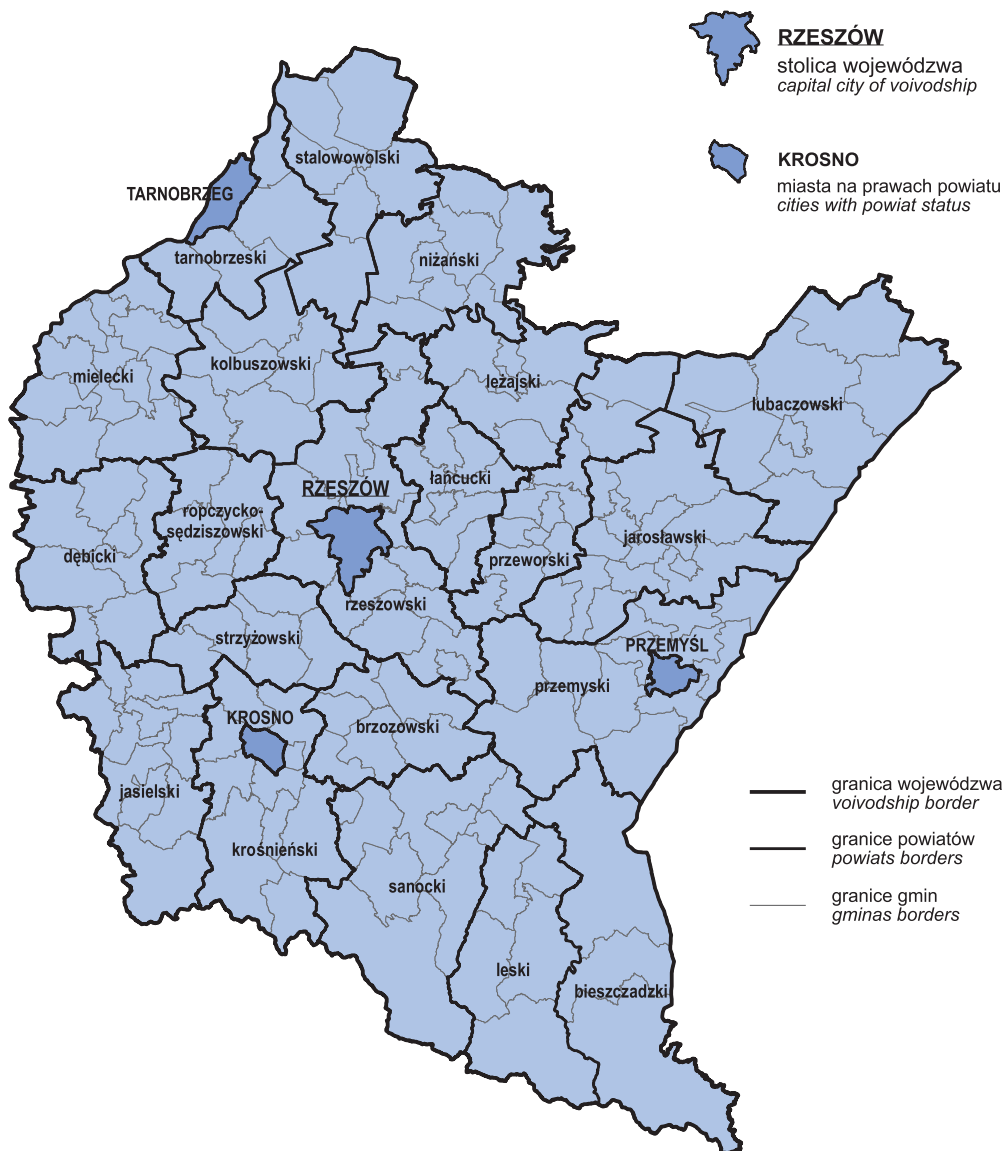 RZESZÓW
stolica wojewódzwa
capital city of voivodship
KROSNO
miasta na prawach powiatu
cities with powiat status
stalowowolski
TARNOBRZEG
tarnobrzeski
niżański
kolbuszowski
mielecki
leżajski
lubaczowski
łańcucki
RZESZÓW
ropczycko-
sędziszowski
dębicki
jarosławski
przeworski
rzeszowski
strzyżowski
PRZEMYŚL
przemyski
KROSNO
brzozowski
jasielski
krośnieński
sanocki
leski
bieszczadzki
granica wojewódzwa
voivodship border
granice powiatów
powiats borders
granice gmin
gminas borders